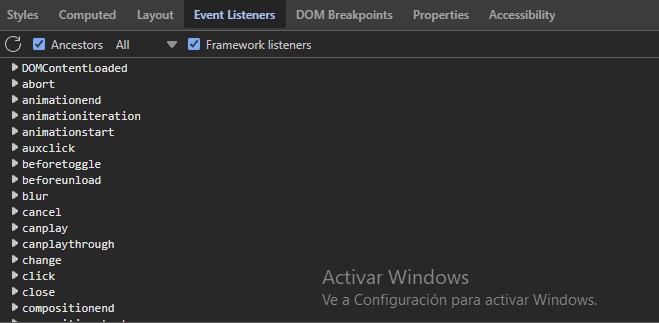 Styles Computed Layout Event Listeners DOM Breakpoints Properties Accessibility
Ancestors All Framework listeners
DOMContentLoaded
abort
animationend
animationiteration
animationstart
auxclick
beforetoggle
beforeunload
blur
cancel
canplay
canplaythrough
change
click
close
compositionend
Activar Windows
Ve a Configuración para activar Windows.